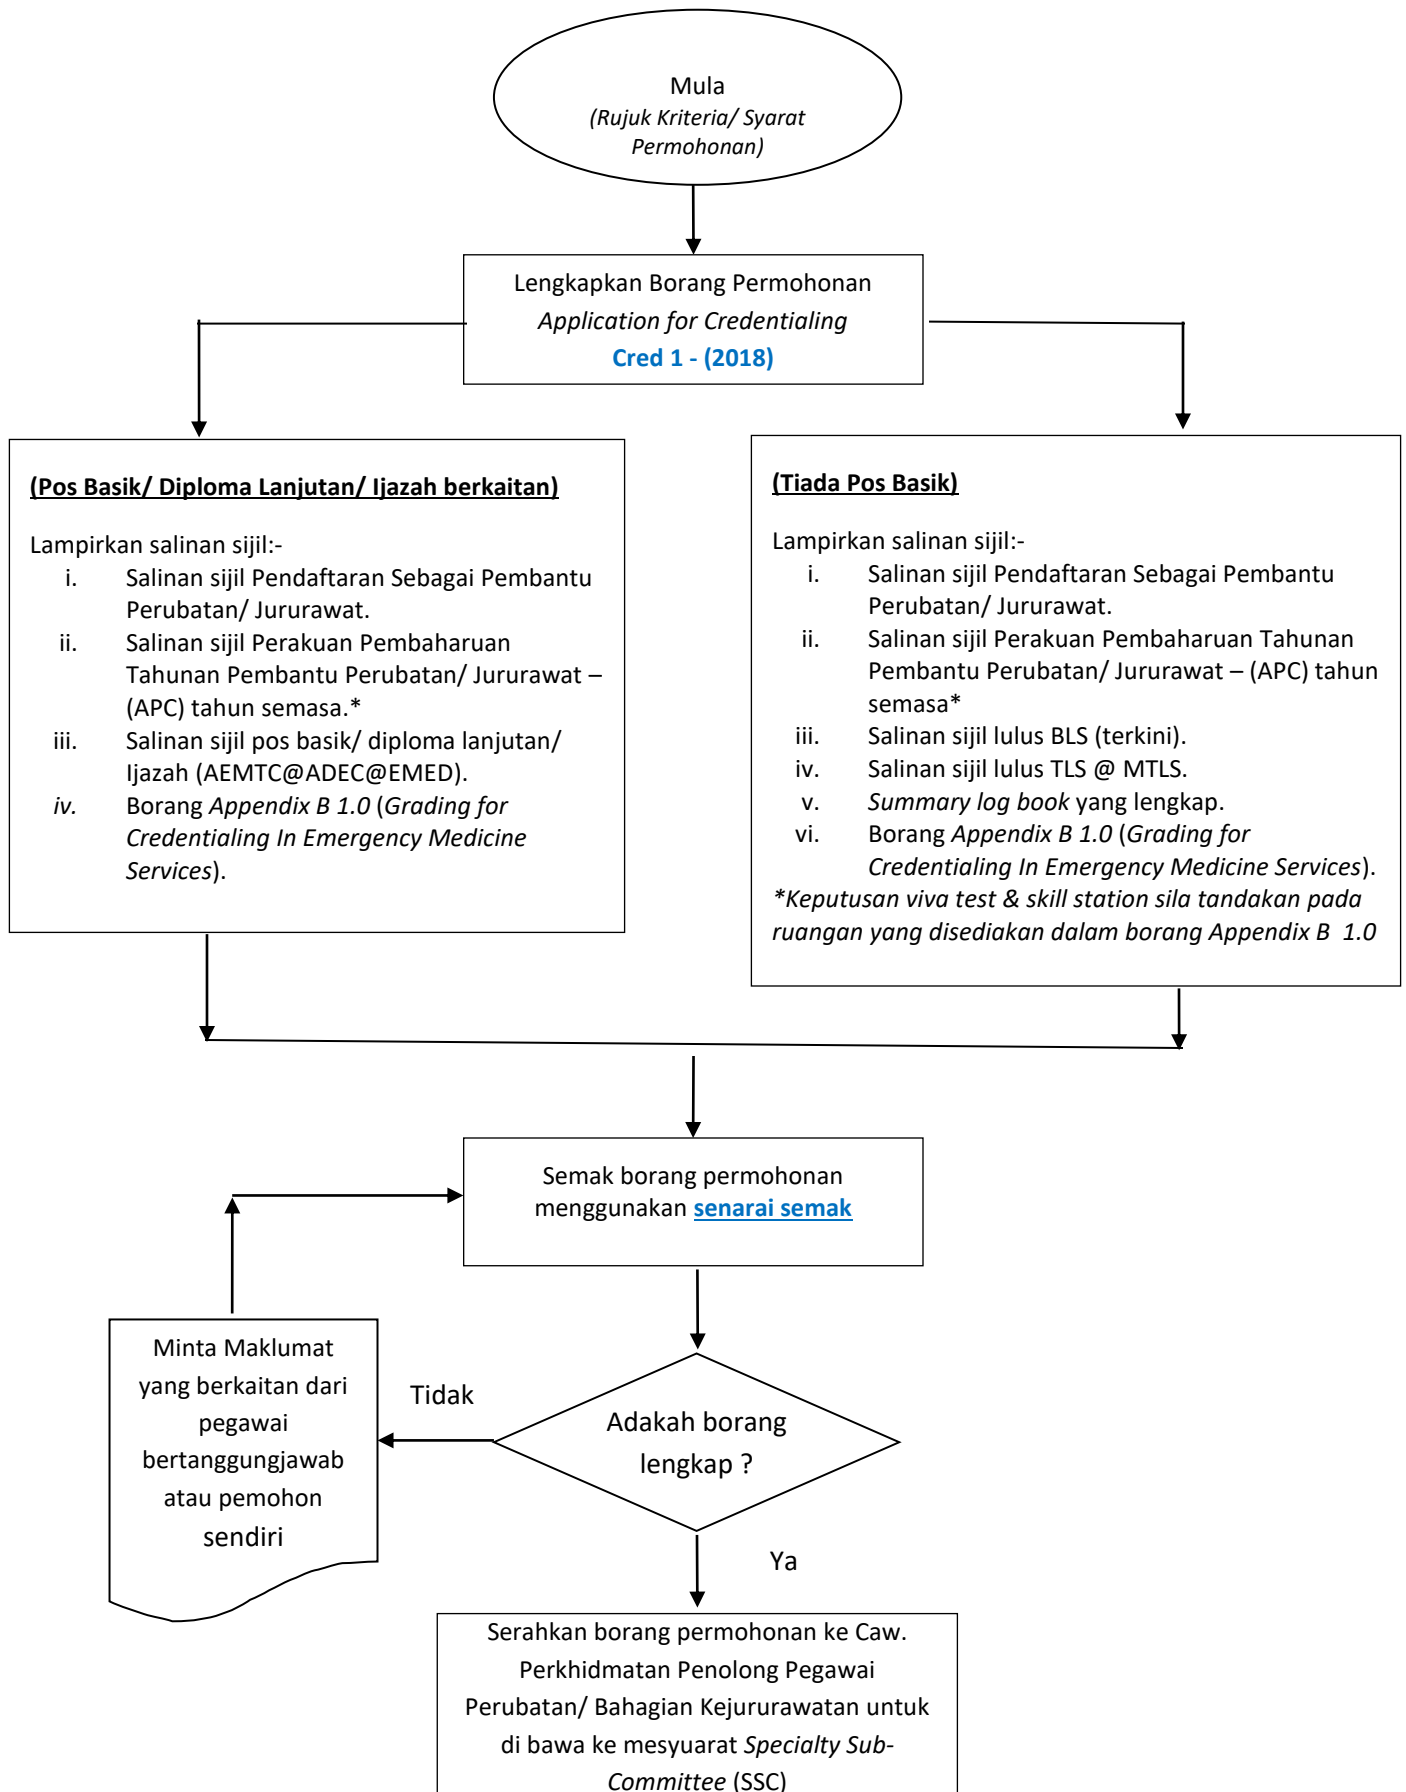 Mula
(Rujuk Kriteria/ Syarat
Permohonan)
Lengkapkan Borang Permohonan
Application for Credentialing
Cred 1 - (2018)
(Pos Basik/ Diploma Lanjutan/ Ijazah berkaitan)
Lampirkan salinan sijil:-
i. Salinan sijil Pendaftaran Sebagai Pembantu
Perubatan/ Jururawat.
ii. Salinan sijil Perakuan Pembaharuan
Tahunan Pembantu Perubatan/ Jururawat –
(APC) tahun semasa.*
iii. Salinan sijil pos basik/ diploma lanjutan/
Ijazah (AEMTC@ADEC@EMED).
iv. Borang Appendix B 1.0 (Grading for
Credentialing In Emergency Medicine
Services).
(Tiada Pos Basik)
Lampirkan salinan sijil:-
i. Salinan sijil Pendaftaran Sebagai Pembantu
Perubatan/ Jururawat.
ii. Salinan sijil Perakuan Pembaharuan Tahunan
Pembantu Perubatan/ Jururawat – (APC) tahun
semasa*
iii. Salinan sijil lulus BLS (terkini).
iv. Salinan sijil lulus TLS @ MTLS.
v. Summary log book yang lengkap.
vi. Borang Appendix B 1.0 (Grading for
Credentialing In Emergency Medicine Services).
*Keputusan viva test & skill station sila tandakan pada
ruangan yang disediakan dalam borang Appendix B 1.0
Semak borang permohonan
menggunakan senarai semak
Minta Maklumat
yang berkaitan dari
pegawai
bertanggungjawab
atau pemohon
sendiri
Tidak
Adakah borang
lengkap ?
Ya
Serahkan borang permohonan ke Caw.
Perkhidmatan Penolong Pegawai
Perubatan/ Bahagian Kejururawatan untuk
di bawa ke mesyuarat Specialty Sub-
Committee (SSC)